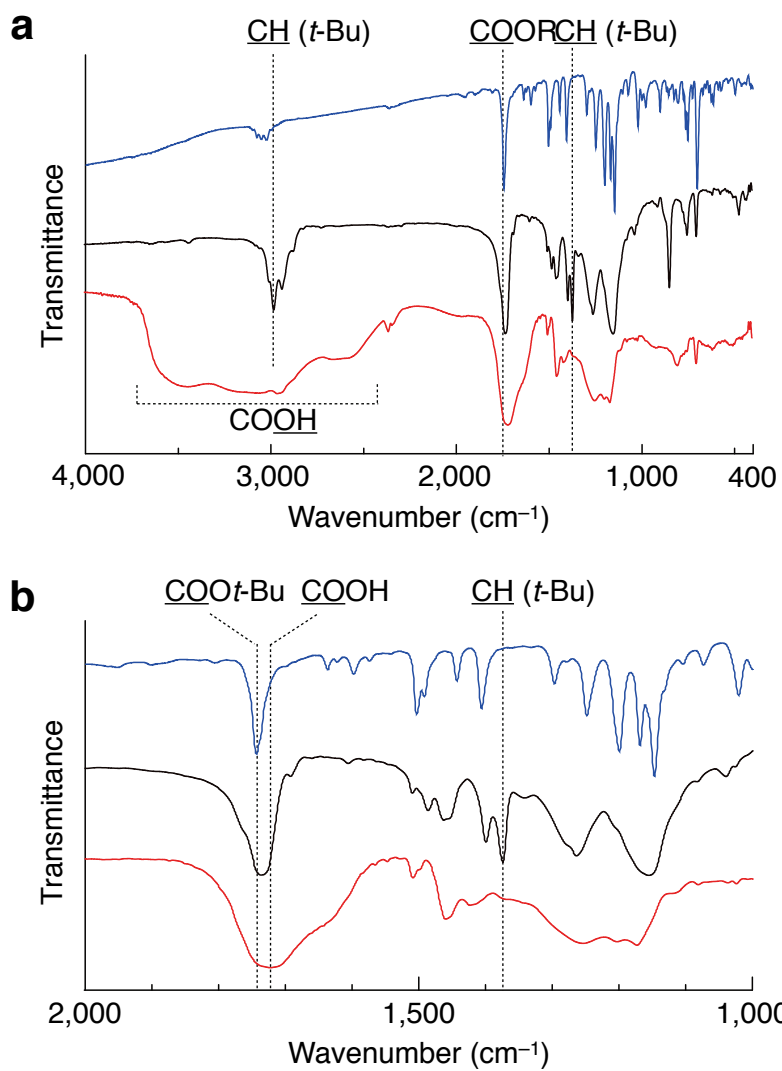 a
CH (t-Bu) COOR CH (t-Bu)
Transmittance
COOH
4,000 3,000 2,000 1,000 400
Wavenumber (cm–1)
b
COOt-Bu COOH CH (t-Bu)
Transmittance
2,000 1,500 1,000
Wavenumber (cm–1)